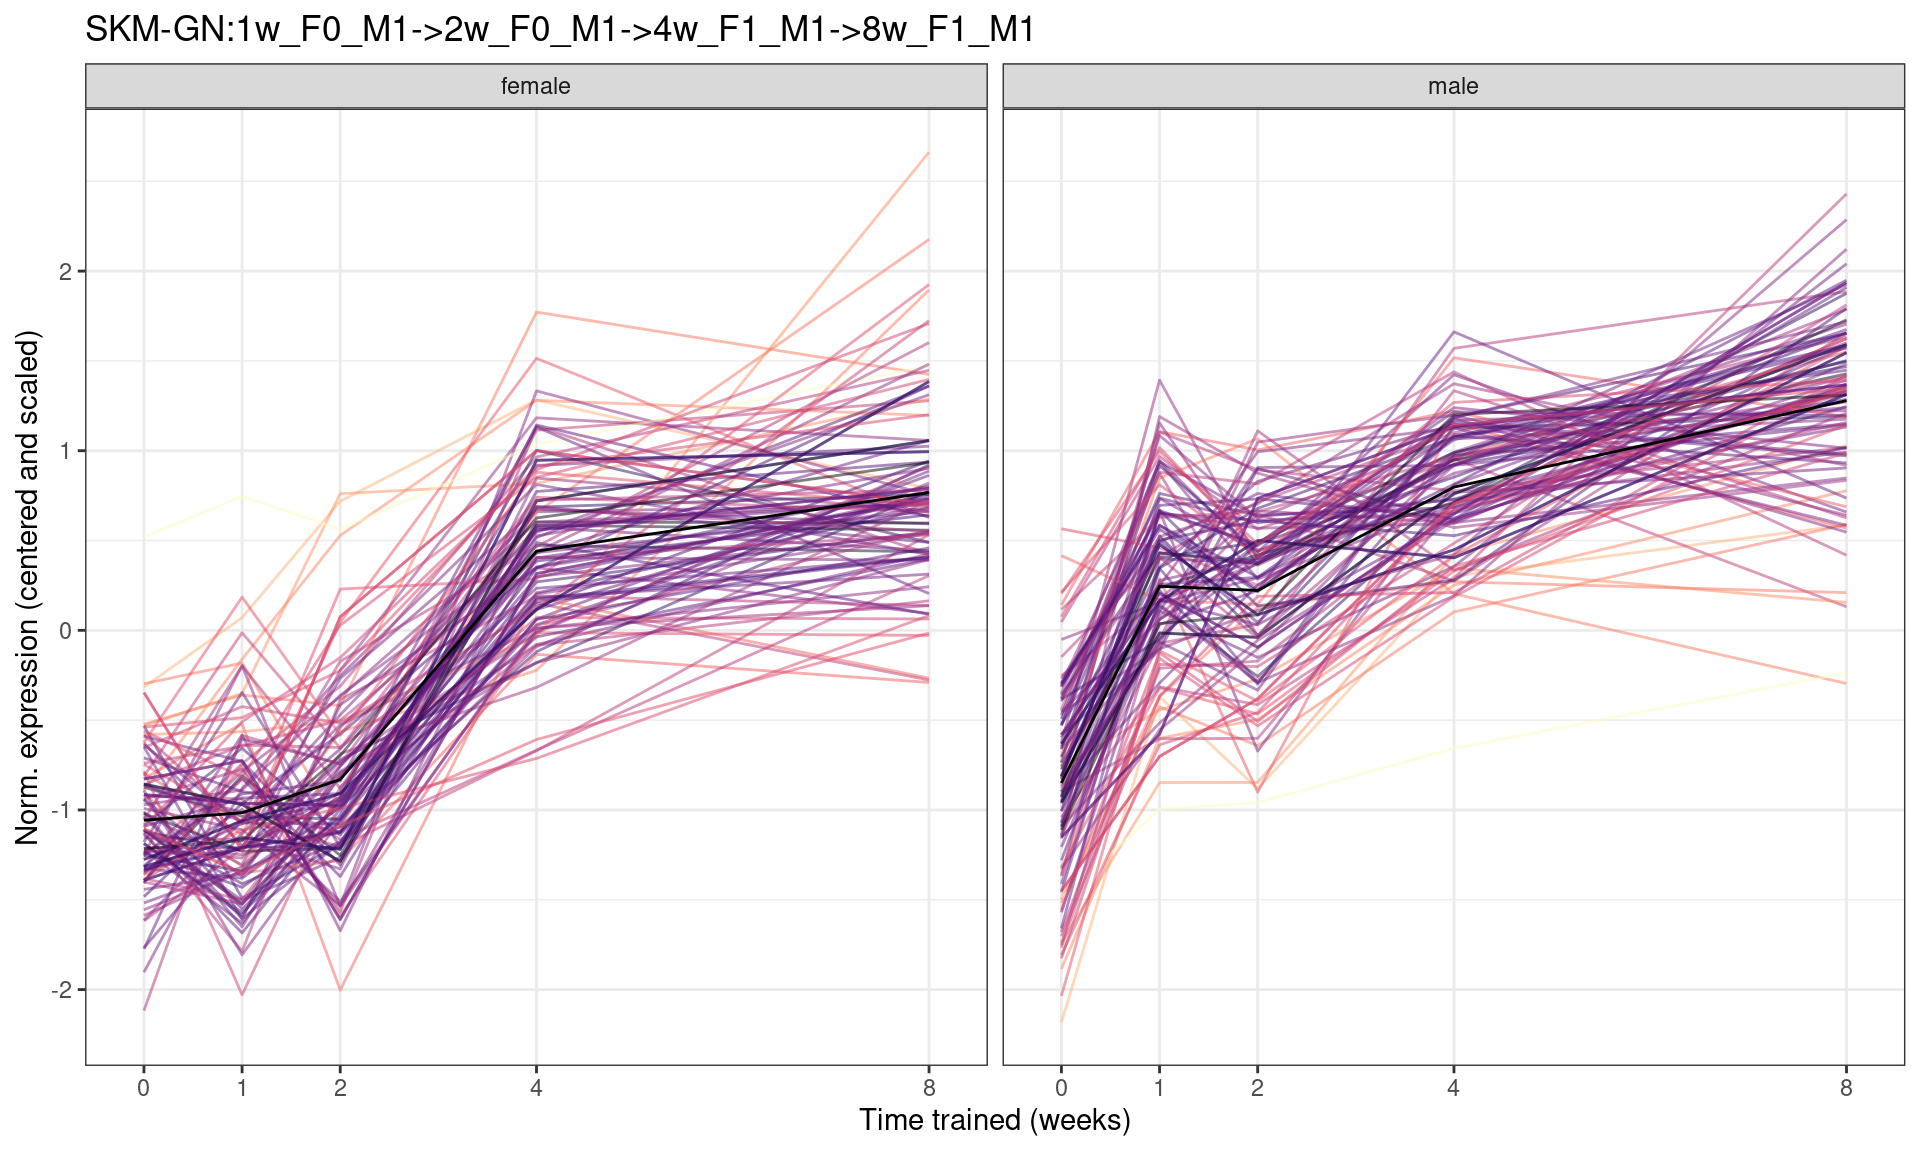 SKM-GN:1w_F0_M1->2w_F0_M1->4w_F1_M1->8w_F1_M1
female
male
Norm. expression (centered and scaled)
2
1
0
-1
-2
0 1 2 4 8
0 1 2 4 8
Time trained (weeks)